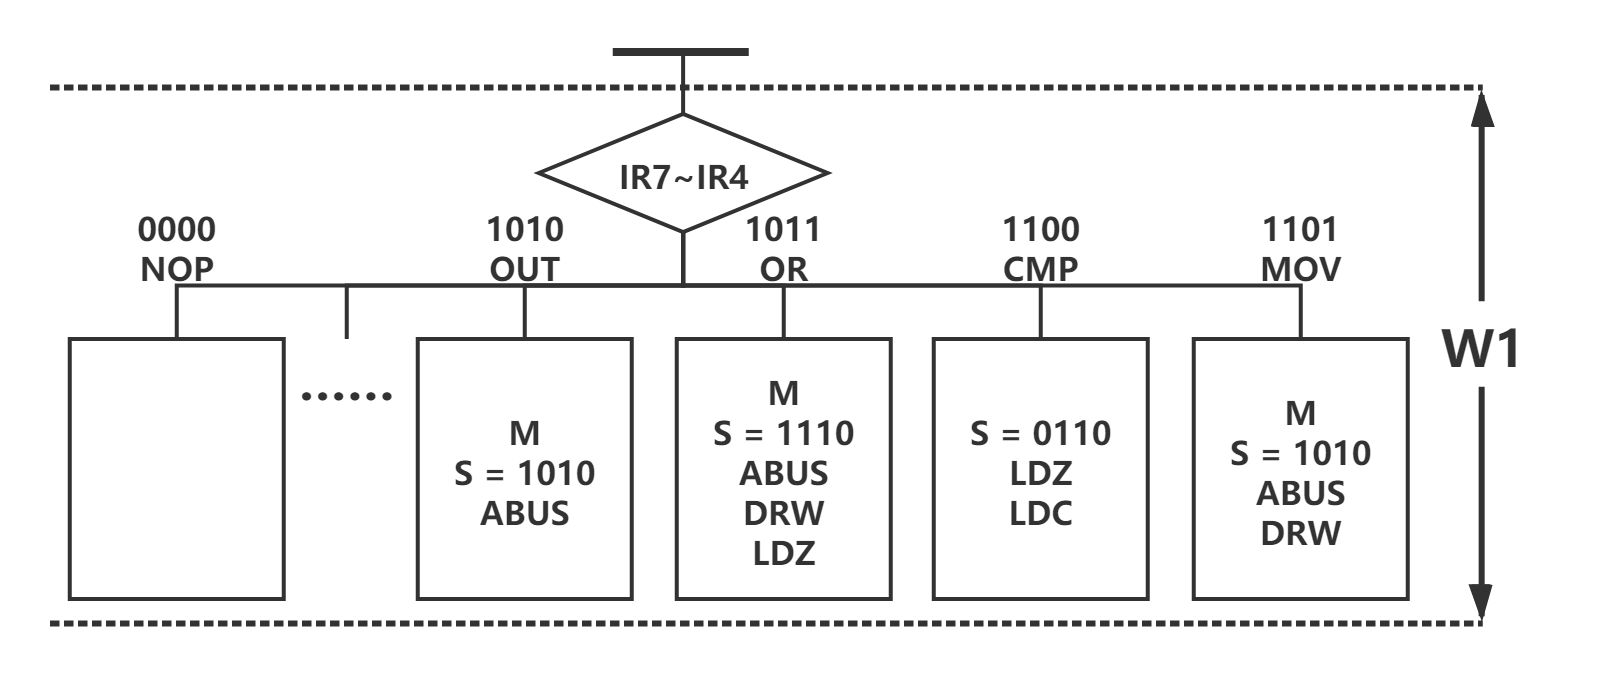 IR7~IR4
0000
NOP
1010
OUT
1011
OR
1100
CMP
1101
MOV
M
S = 1010
ABUS
M
S = 1110
ABUS
DRW
LDZ
S = 0110
LDZ
LDC
M
S = 1010
ABUS
DRW
W1